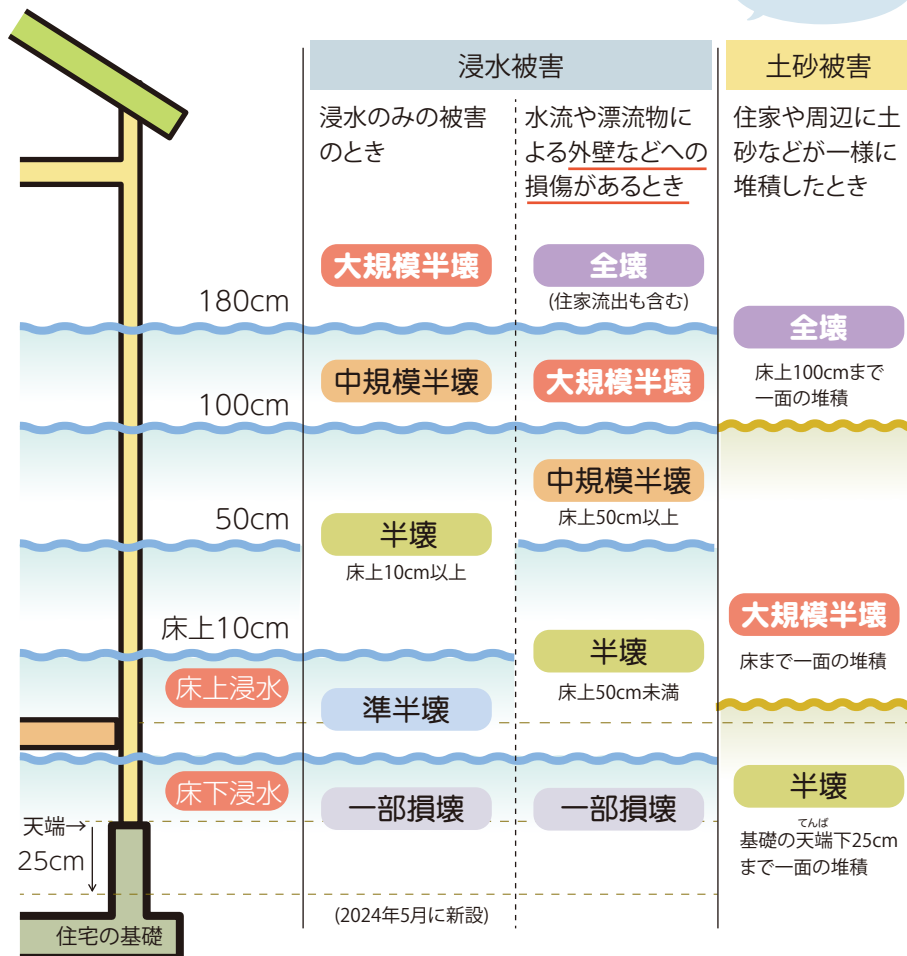 浸水被害
土砂被害
浸水のみの被害
のとき
水流や漂流物に
よる外壁などへの
損傷があるとき
住家や周辺に土
砂などが一様に
堆積したとき
大規模半壊
全壊
(住家流出も含む)
180cm
全壊
床上100cmまで
一面の堆積
中規模半壊
大規模半壊
100cm
中規模半壊
床上50cm以上
50cm
半壊
床上10cm以上
大規模半壊
床まで一面の堆積
床上10cm
半壊
床上50cm未満
床上浸水
準半壊
床下浸水
一部損壊
一部損壊
半壊
てんば
基礎の天端下25cm
まで一面の堆積
天端→
25cm
(2024年5月に新設)
住宅の基礎